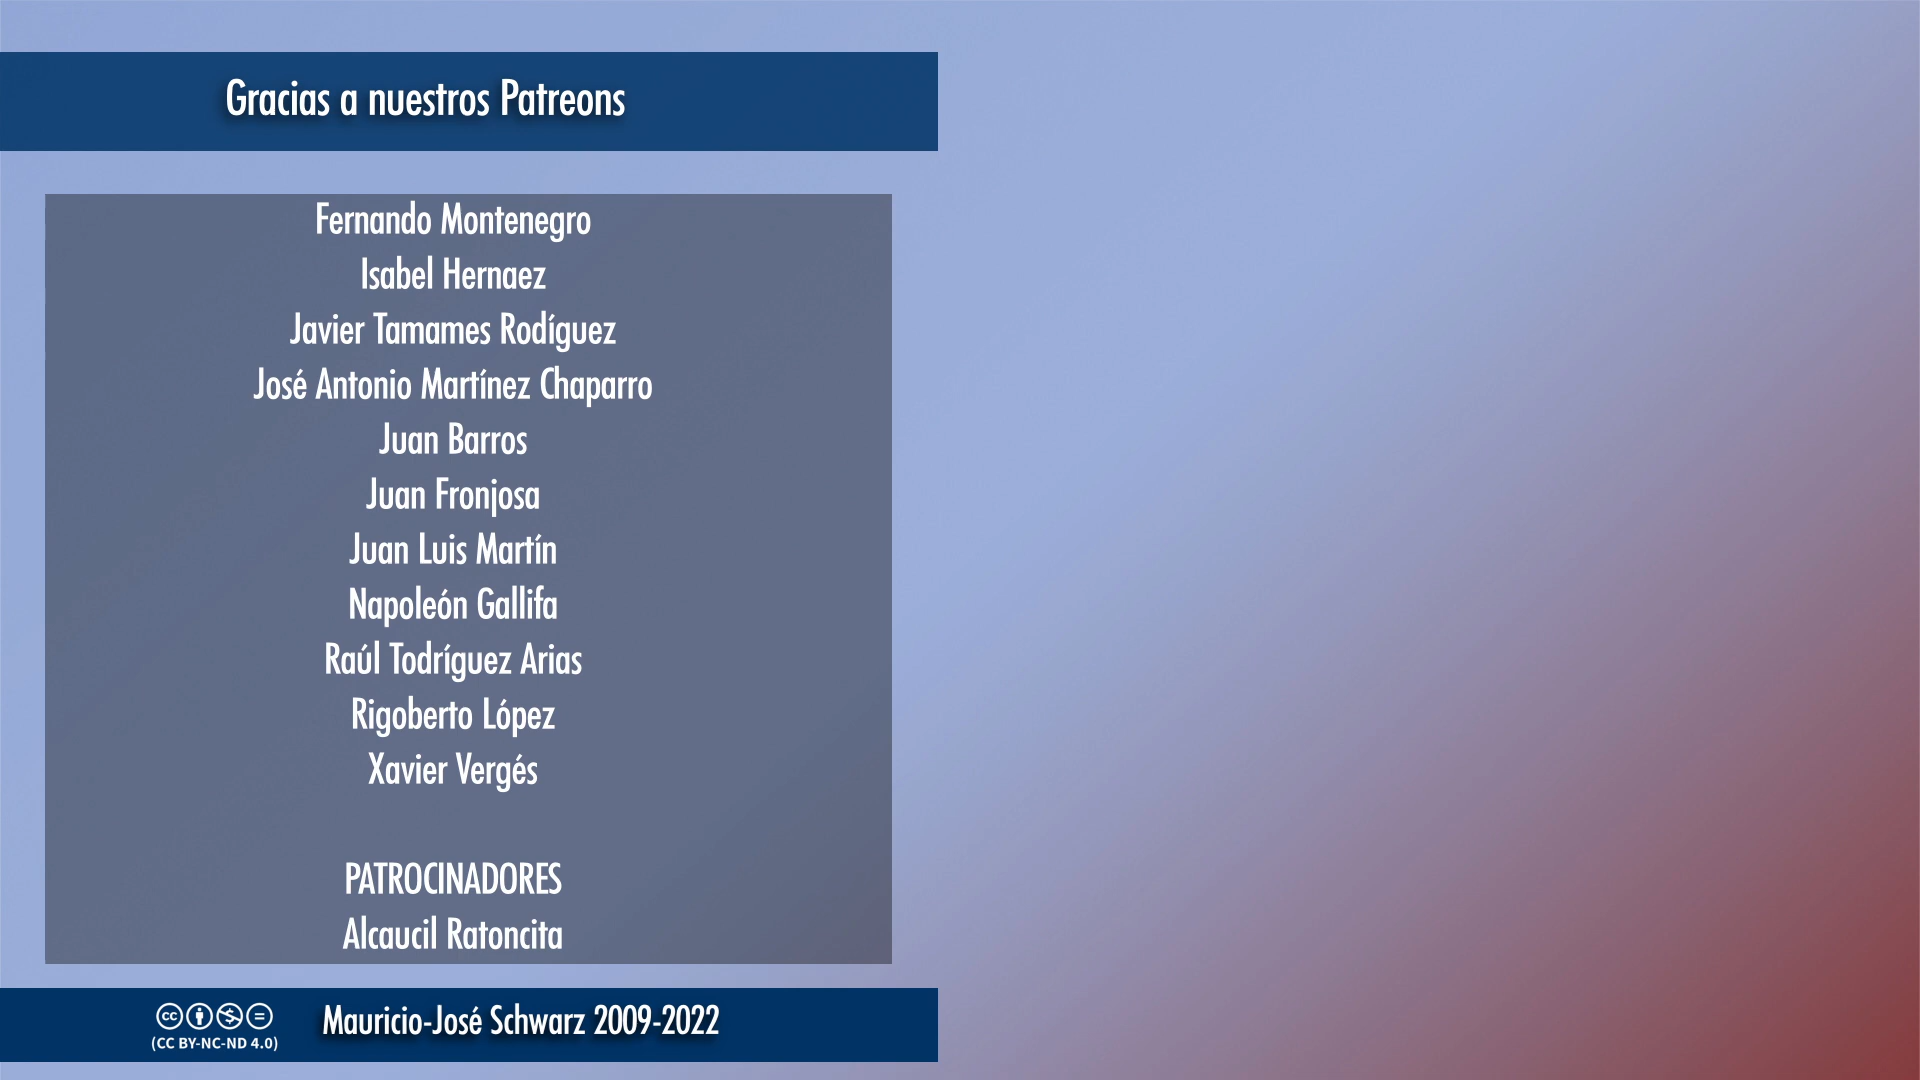 Gracias a nuestros Patreons
Fernando Montenegro
Isabel Hernaez
Javier Tamames Rodíguez
José Antonio Martínez Chaparro
Juan Barros
Juan Fronjosa
Juan Luis Martín
Napoleón Gallifa
Raúl Todríguez Arias
Rigoberto López
Xavier Vergés
PATROCINADORES
Alcaucil Ratoncita
(CC BY-NC-ND 4.0)
Mauricio-José Schwarz 2009-2022